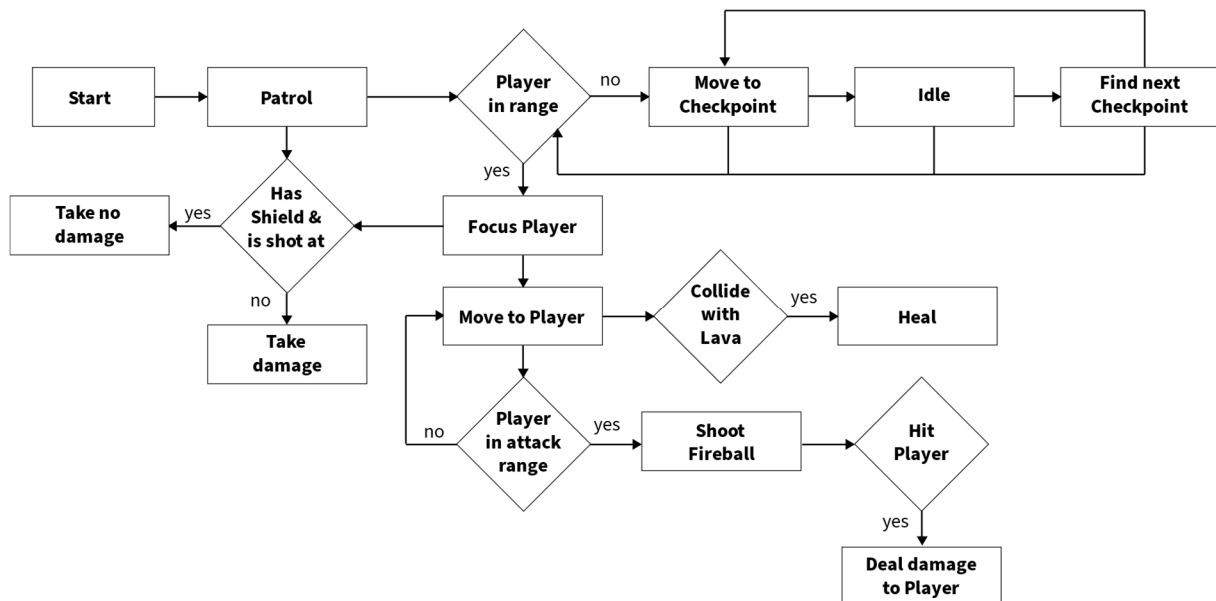 Start
Patrol
Player
in range
no
Move to
Checkpoint
Idle
Find next
Checkpoint
yes
Take no
damage
yes
Has
Shield &
is shot at
Focus Player
no
Take
damage
Move to Player
Collide
with
Lava
yes
Heal
no
Player
in attack
range
yes
Shoot
Fireball
Hit
Player
yes
Deal damage
to Player